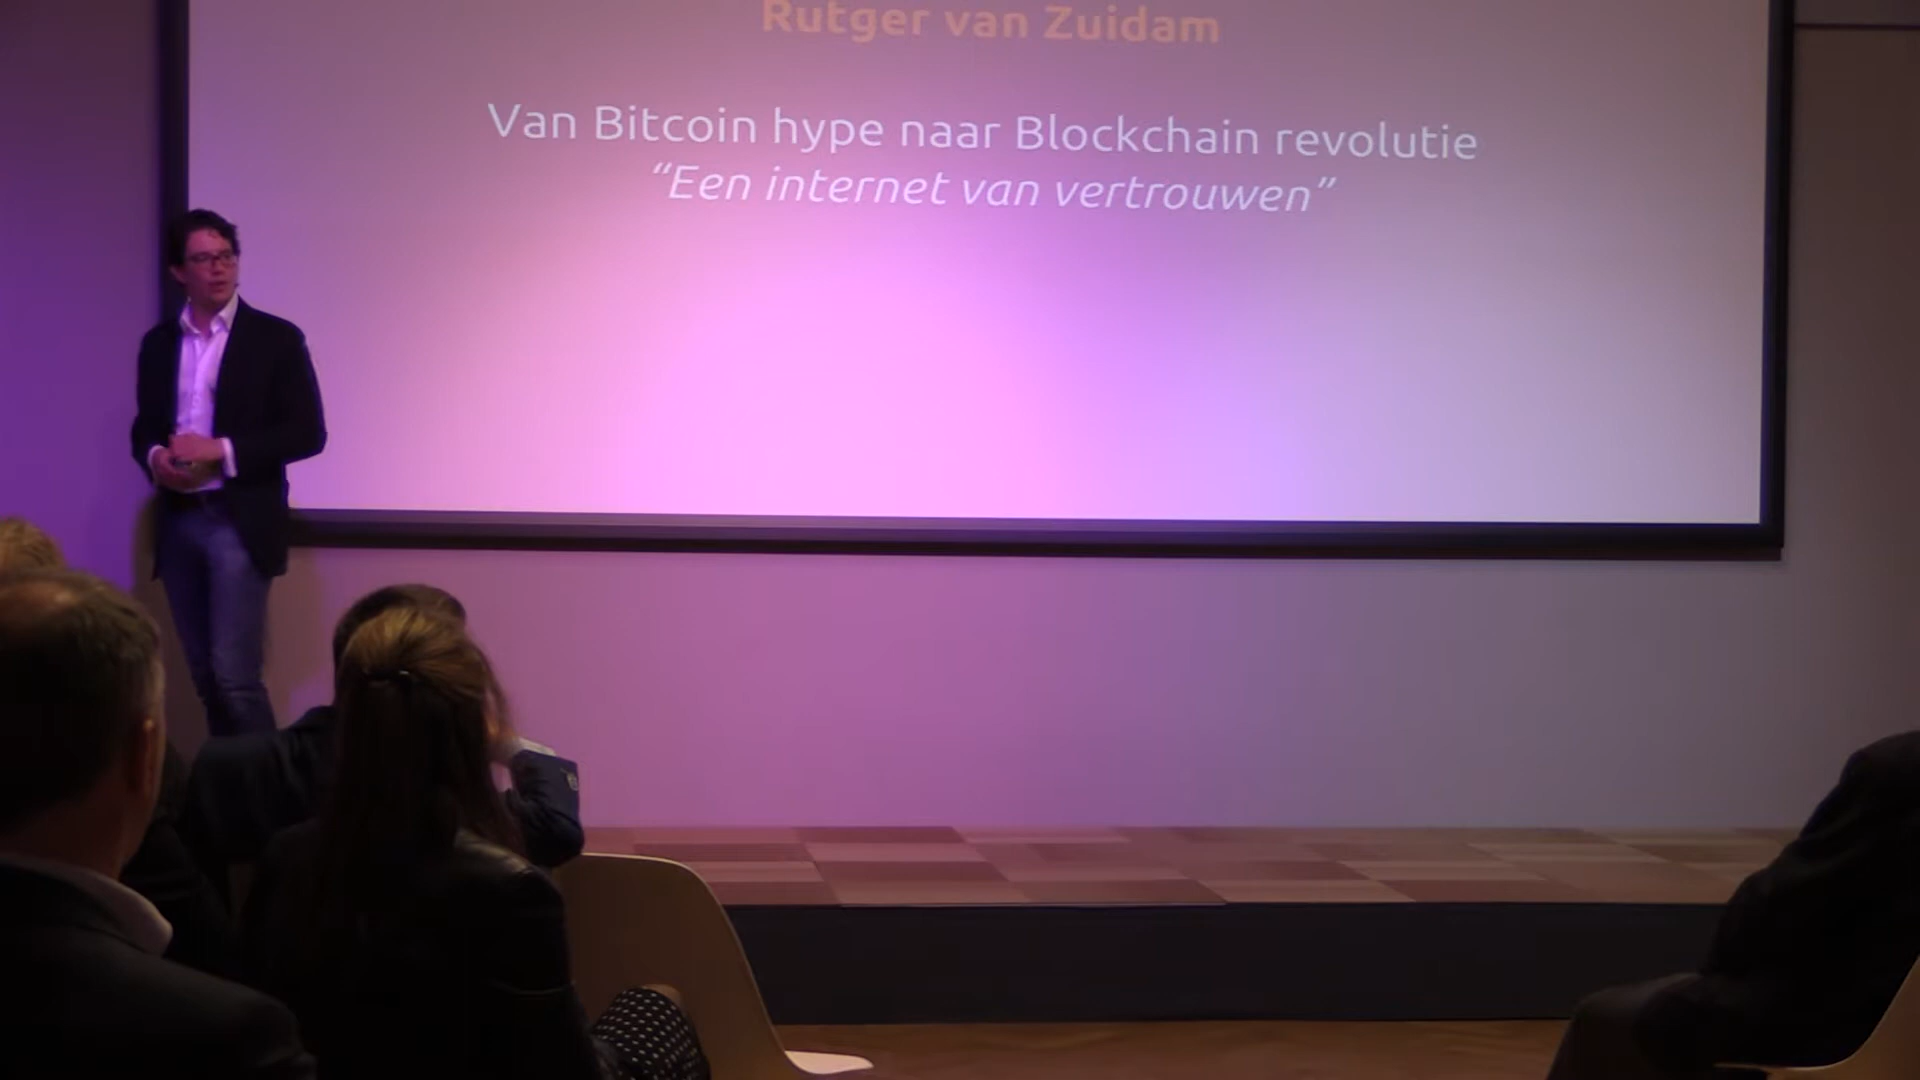 Rutger van Zuidam
Van Bitcoin hype naar Blockchain revolutie
“Een internet van vertrouwen”